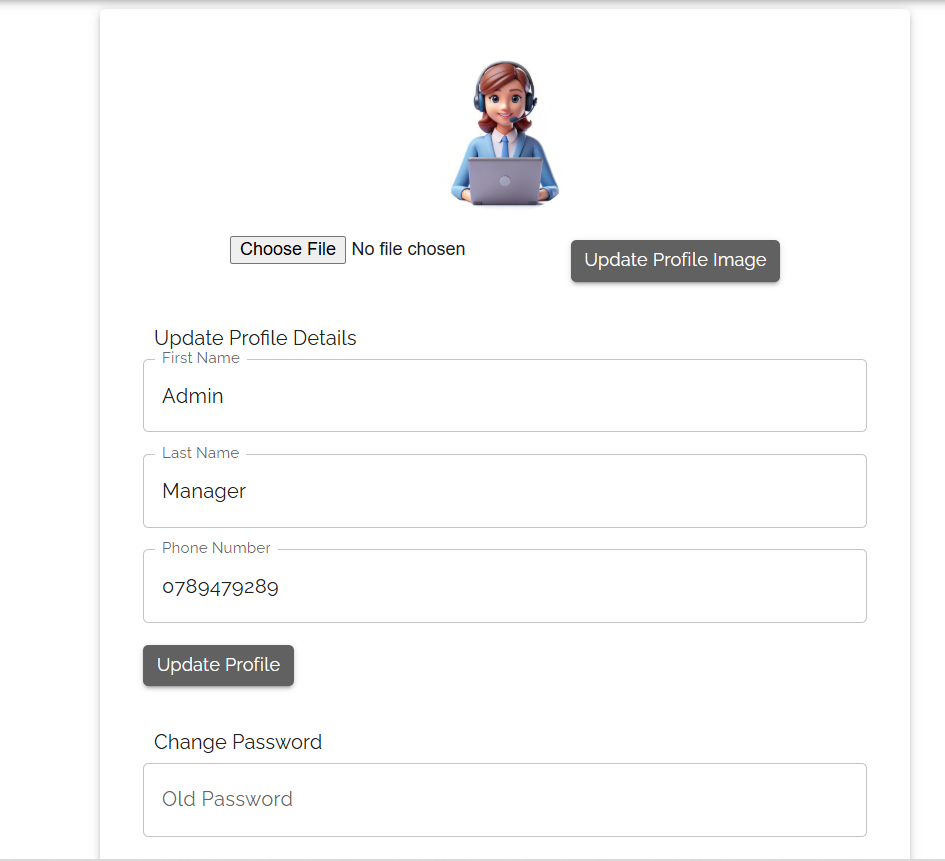 Choose File No file chosen
Update Profile Image
Update Profile Details
First Name
Admin
Last Name
Manager
Phone Number
0789479289
Update Profile
Change Password
Old Password